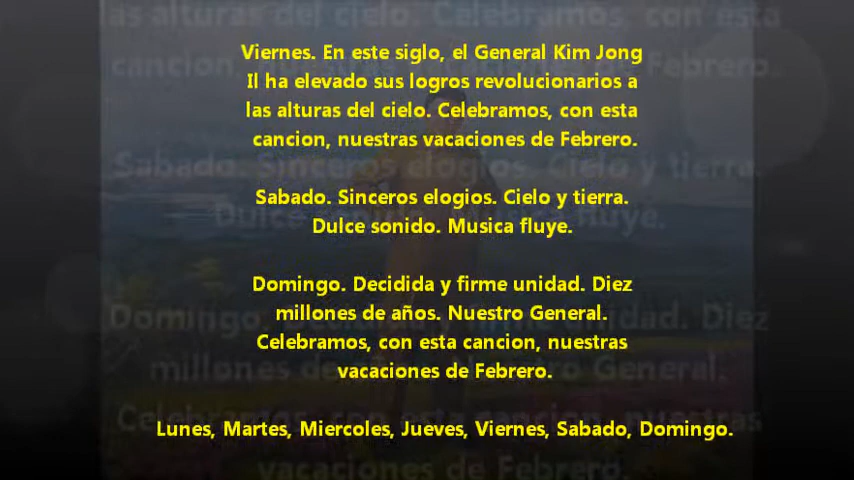 Viernes. En este siglo, el General Kim Jong
Il ha elevado sus logros revolucionarios a
las alturas del cielo. Celebramos, con esta
cancion, nuestras vacaciones de Febrero.
Sabado. Sinceros elogios. Cielo y tierra.
Dulce sonido. Musica fluye.
Domingo. Decidida y firme unidad. Diez
millones de años. Nuestro General.
Celebramos, con esta cancion, nuestras
vacaciones de Febrero.
Lunes, Martes, Miercoles, Jueves, Viernes, Sabado, Domingo.